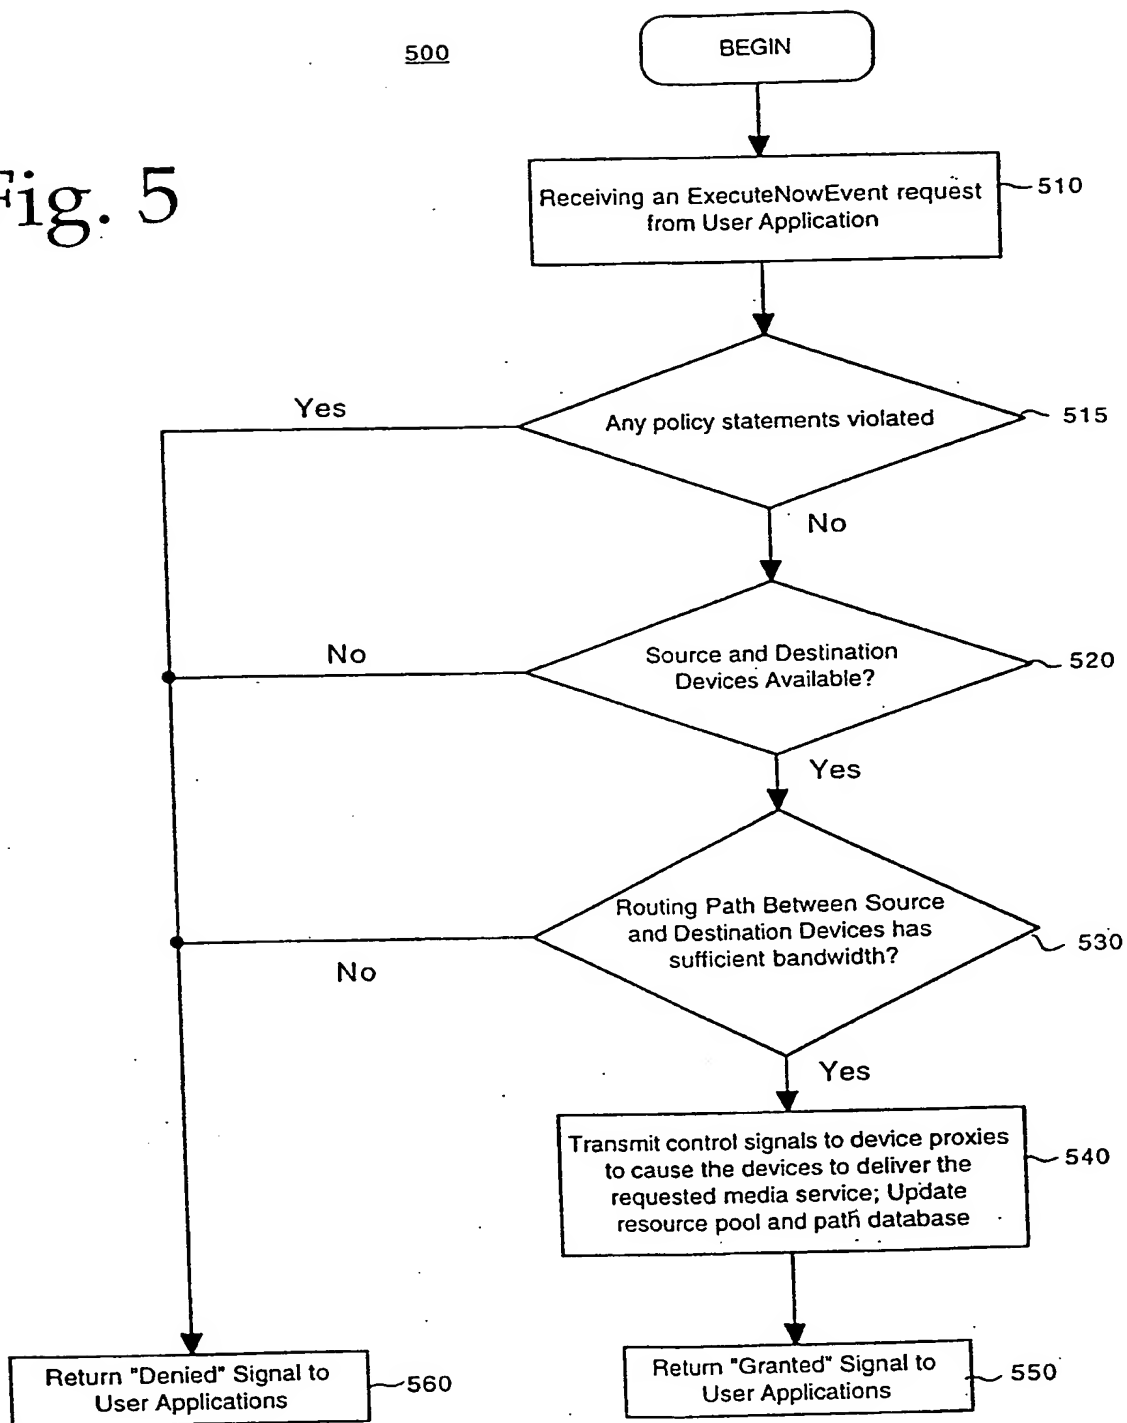 500
BEGIN
Fig. 5
Receiving an ExecuteNowEvent request
from User Application
510
Any policy statements violated
515
Yes
No
Source and Destination
Devices Available?
520
No
Yes
Routing Path Between Source
and Destination Devices has
sufficient bandwidth?
530
No
Yes
Transmit control signals to device proxies
to cause the devices to deliver the
requested media service; Update
resource pool and path database
540
Return "Denied" Signal to
User Applications
560
Return "Granted" Signal to
User Applications
550